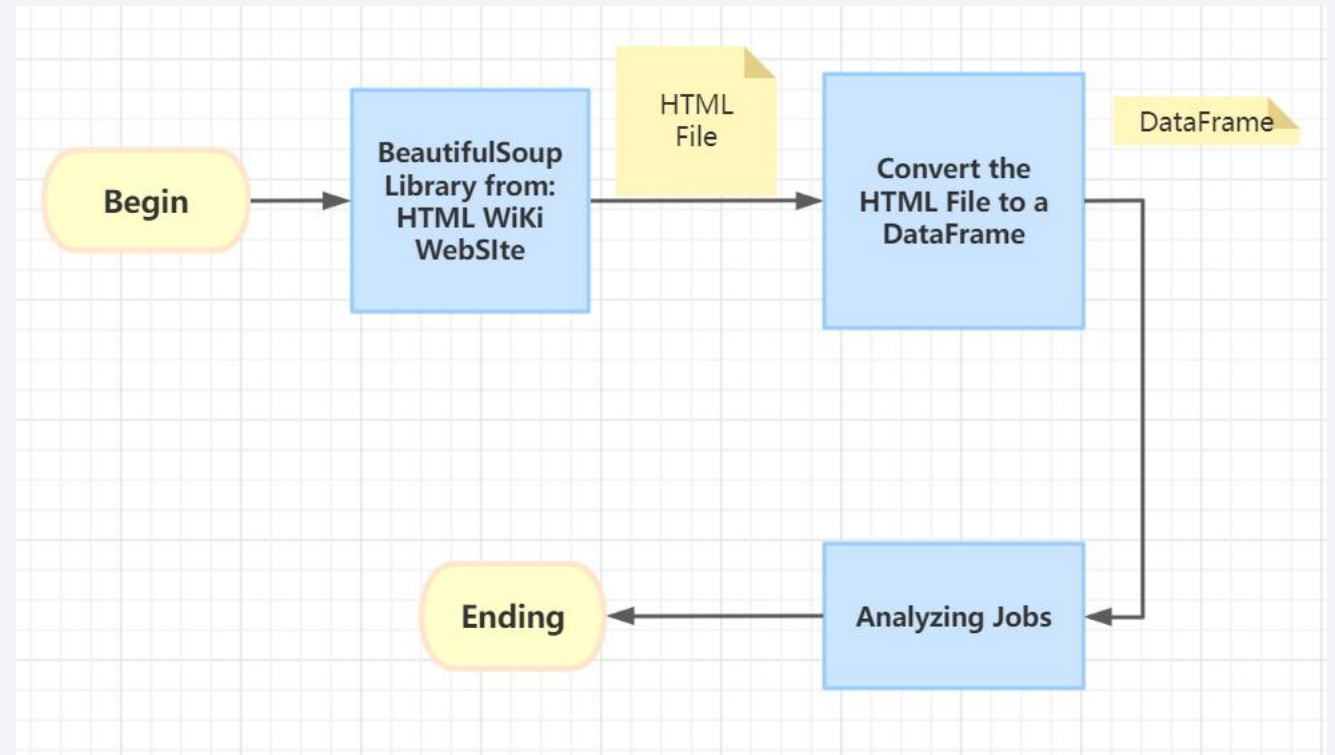 Begin
BeautifulSoup
Library from:
HTML WiKi
WebSIte
HTML
File
Convert the
HTML File to a
DataFrame
DataFrame
Analyzing Jobs
Ending